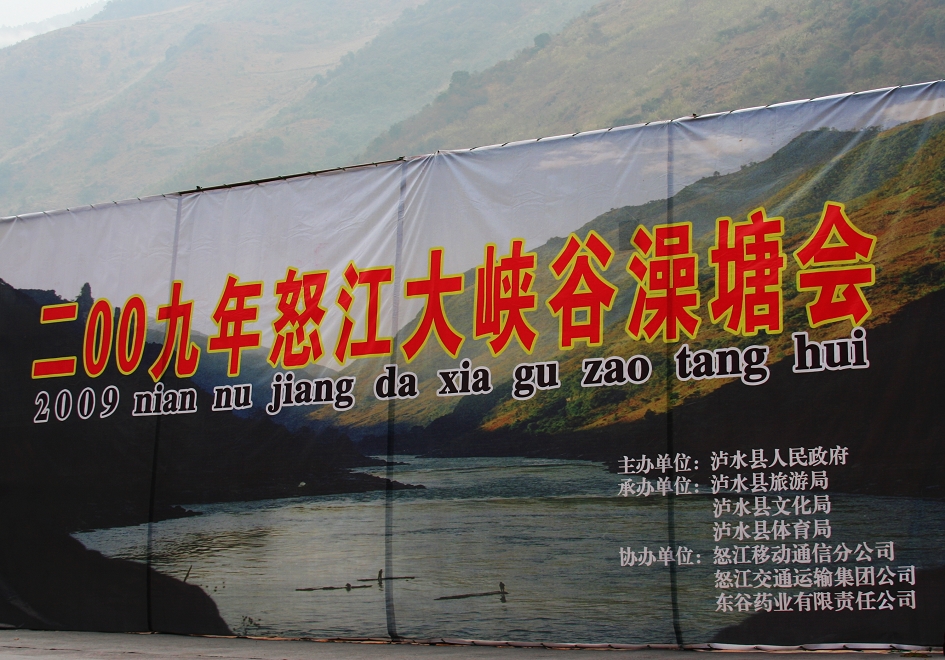 二00九年怒江大峡谷澡塘会
2009 nian nu jiang da xia gu zao tang hui
主办单位：泸水县人民政府
承办单位：泸水县旅游局
泸水县文化局
泸水县体育局
协办单位：怒江移动通信分公司
怒江交通运输集团公司
东谷药业有限责任公司